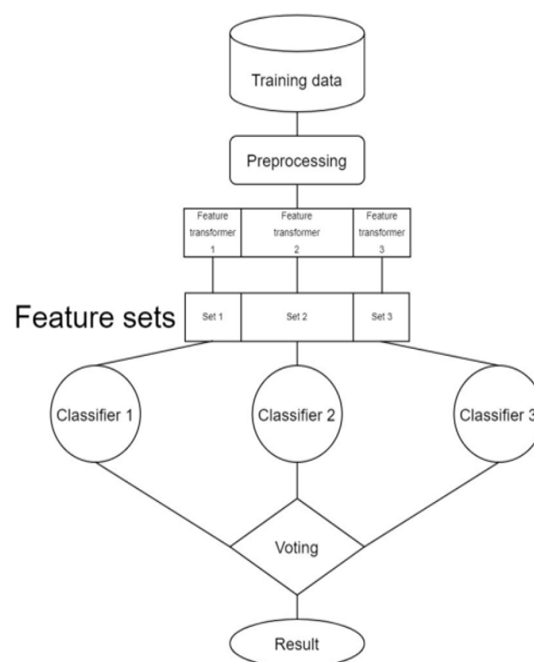 Training data
Preprocessing
Feature
transformer
1
Feature
transformer
2
Feature
transformer
3
Feature sets
Set 1
Set 2
Set 3
Classifier 1
Classifier 2
Classifier 3
Voting
Result